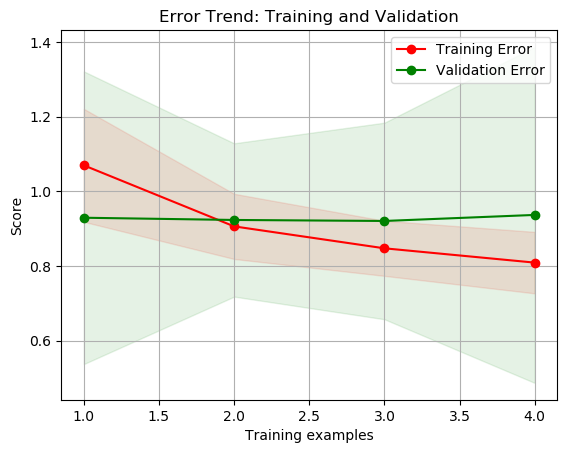 Error Trend: Training and Validation
Training Error
Validation Error
Score
1.4
1.2
1.0
0.8
0.6
1.0 1.5 2.0 2.5 3.0 3.5 4.0
Training examples